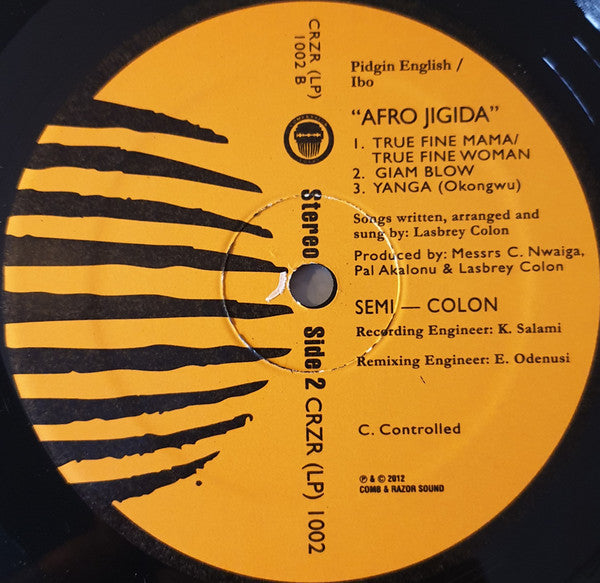 CRZR (LP)
1002 B
Pidgin English /
Ibo
"AFRO JIGIDA"
1. TRUE FINE MAMA/
TRUE FINE WOMAN
2. GIAM BLOW
3. YANGA (Okongwu)
Songs written, arranged and
sung by: Lasbrey Colon
Produced by: Messrs C. Nwaiga,
Pal Akalonu & Lasbrey Colon
SEMI — COLON
Recording Engineer: K. Salami
Remixing Engineer: E. Odenusi
C. Controlled
℗ & © 2012
COMB & RAZOR SOUND
Stereo Side 2 CRZR (LP) 1002